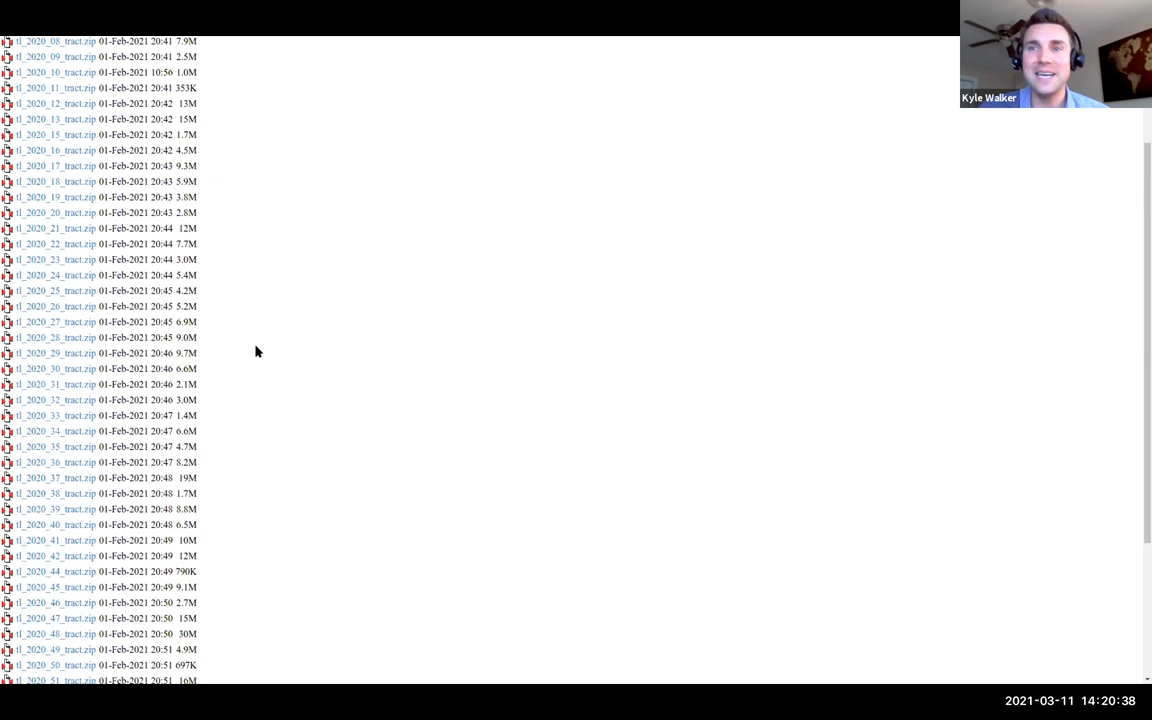 tl_2020_08_tract.zip 01-Feb-2021 20:41 7.9M
tl_2020_09_tract.zip 01-Feb-2021 20:41 2.5M
tl_2020_10_tract.zip 01-Feb-2021 10:56 1.0M
tl_2020_11_tract.zip 01-Feb-2021 20:41 353K
tl_2020_12_tract.zip 01-Feb-2021 20:42 13M
tl_2020_13_tract.zip 01-Feb-2021 20:42 15M
tl_2020_15_tract.zip 01-Feb-2021 20:42 1.7M
tl_2020_16_tract.zip 01-Feb-2021 20:42 4.5M
tl_2020_17_tract.zip 01-Feb-2021 20:43 9.3M
tl_2020_18_tract.zip 01-Feb-2021 20:43 5.9M
tl_2020_19_tract.zip 01-Feb-2021 20:43 3.8M
tl_2020_20_tract.zip 01-Feb-2021 20:43 2.8M
tl_2020_21_tract.zip 01-Feb-2021 20:44 12M
tl_2020_22_tract.zip 01-Feb-2021 20:44 7.7M
tl_2020_23_tract.zip 01-Feb-2021 20:44 3.0M
tl_2020_24_tract.zip 01-Feb-2021 20:44 5.4M
tl_2020_25_tract.zip 01-Feb-2021 20:45 4.2M
tl_2020_26_tract.zip 01-Feb-2021 20:45 5.2M
tl_2020_27_tract.zip 01-Feb-2021 20:45 6.9M
tl_2020_28_tract.zip 01-Feb-2021 20:45 9.0M
tl_2020_29_tract.zip 01-Feb-2021 20:46 9.7M
tl_2020_30_tract.zip 01-Feb-2021 20:46 6.6M
tl_2020_31_tract.zip 01-Feb-2021 20:46 2.1M
tl_2020_32_tract.zip 01-Feb-2021 20:46 3.0M
tl_2020_33_tract.zip 01-Feb-2021 20:47 1.4M
tl_2020_34_tract.zip 01-Feb-2021 20:47 6.6M
tl_2020_35_tract.zip 01-Feb-2021 20:47 4.7M
tl_2020_36_tract.zip 01-Feb-2021 20:47 8.2M
tl_2020_37_tract.zip 01-Feb-2021 20:48 19M
tl_2020_38_tract.zip 01-Feb-2021 20:48 1.7M
tl_2020_39_tract.zip 01-Feb-2021 20:48 8.8M
tl_2020_40_tract.zip 01-Feb-2021 20:48 6.5M
tl_2020_41_tract.zip 01-Feb-2021 20:49 10M
tl_2020_42_tract.zip 01-Feb-2021 20:49 12M
tl_2020_44_tract.zip 01-Feb-2021 20:49 790K
tl_2020_45_tract.zip 01-Feb-2021 20:49 9.1M
tl_2020_46_tract.zip 01-Feb-2021 20:50 2.7M
tl_2020_47_tract.zip 01-Feb-2021 20:50 15M
tl_2020_48_tract.zip 01-Feb-2021 20:50 30M
tl_2020_49_tract.zip 01-Feb-2021 20:51 4.9M
tl_2020_50_tract.zip 01-Feb-2021 20:51 697K
tl_2020_51_tract.zip 01-Feb-2021 20:51 16M
Kyle Walker
2021-03-11 14:20:38